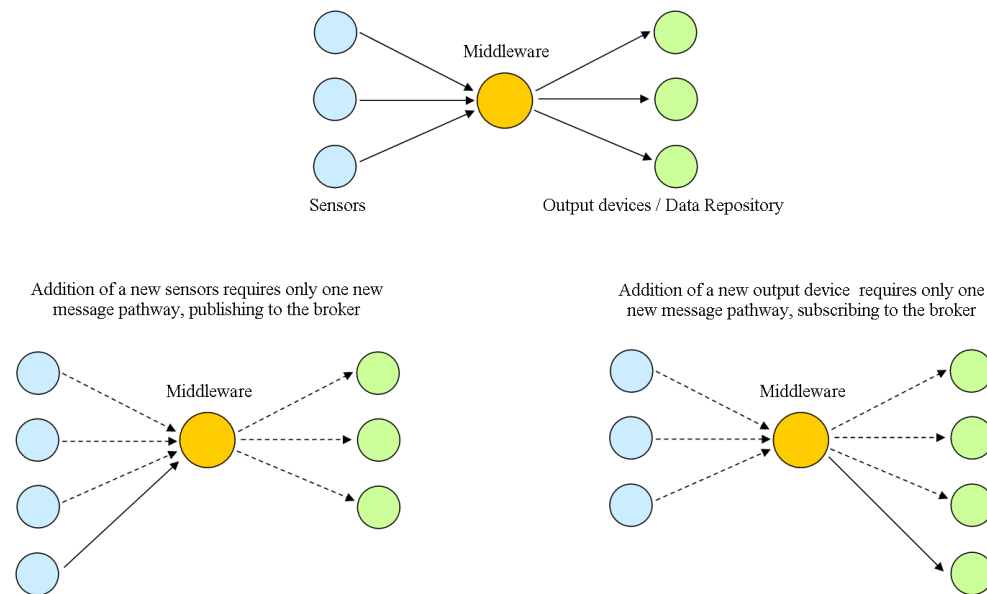 Middleware
Sensors
Output devices / Data Repository
Addition of a new sensors requires only one new
message pathway, publishing to the broker
Middleware
Addition of a new output device  requires only one
new message pathway, subscribing to the broker
Middleware